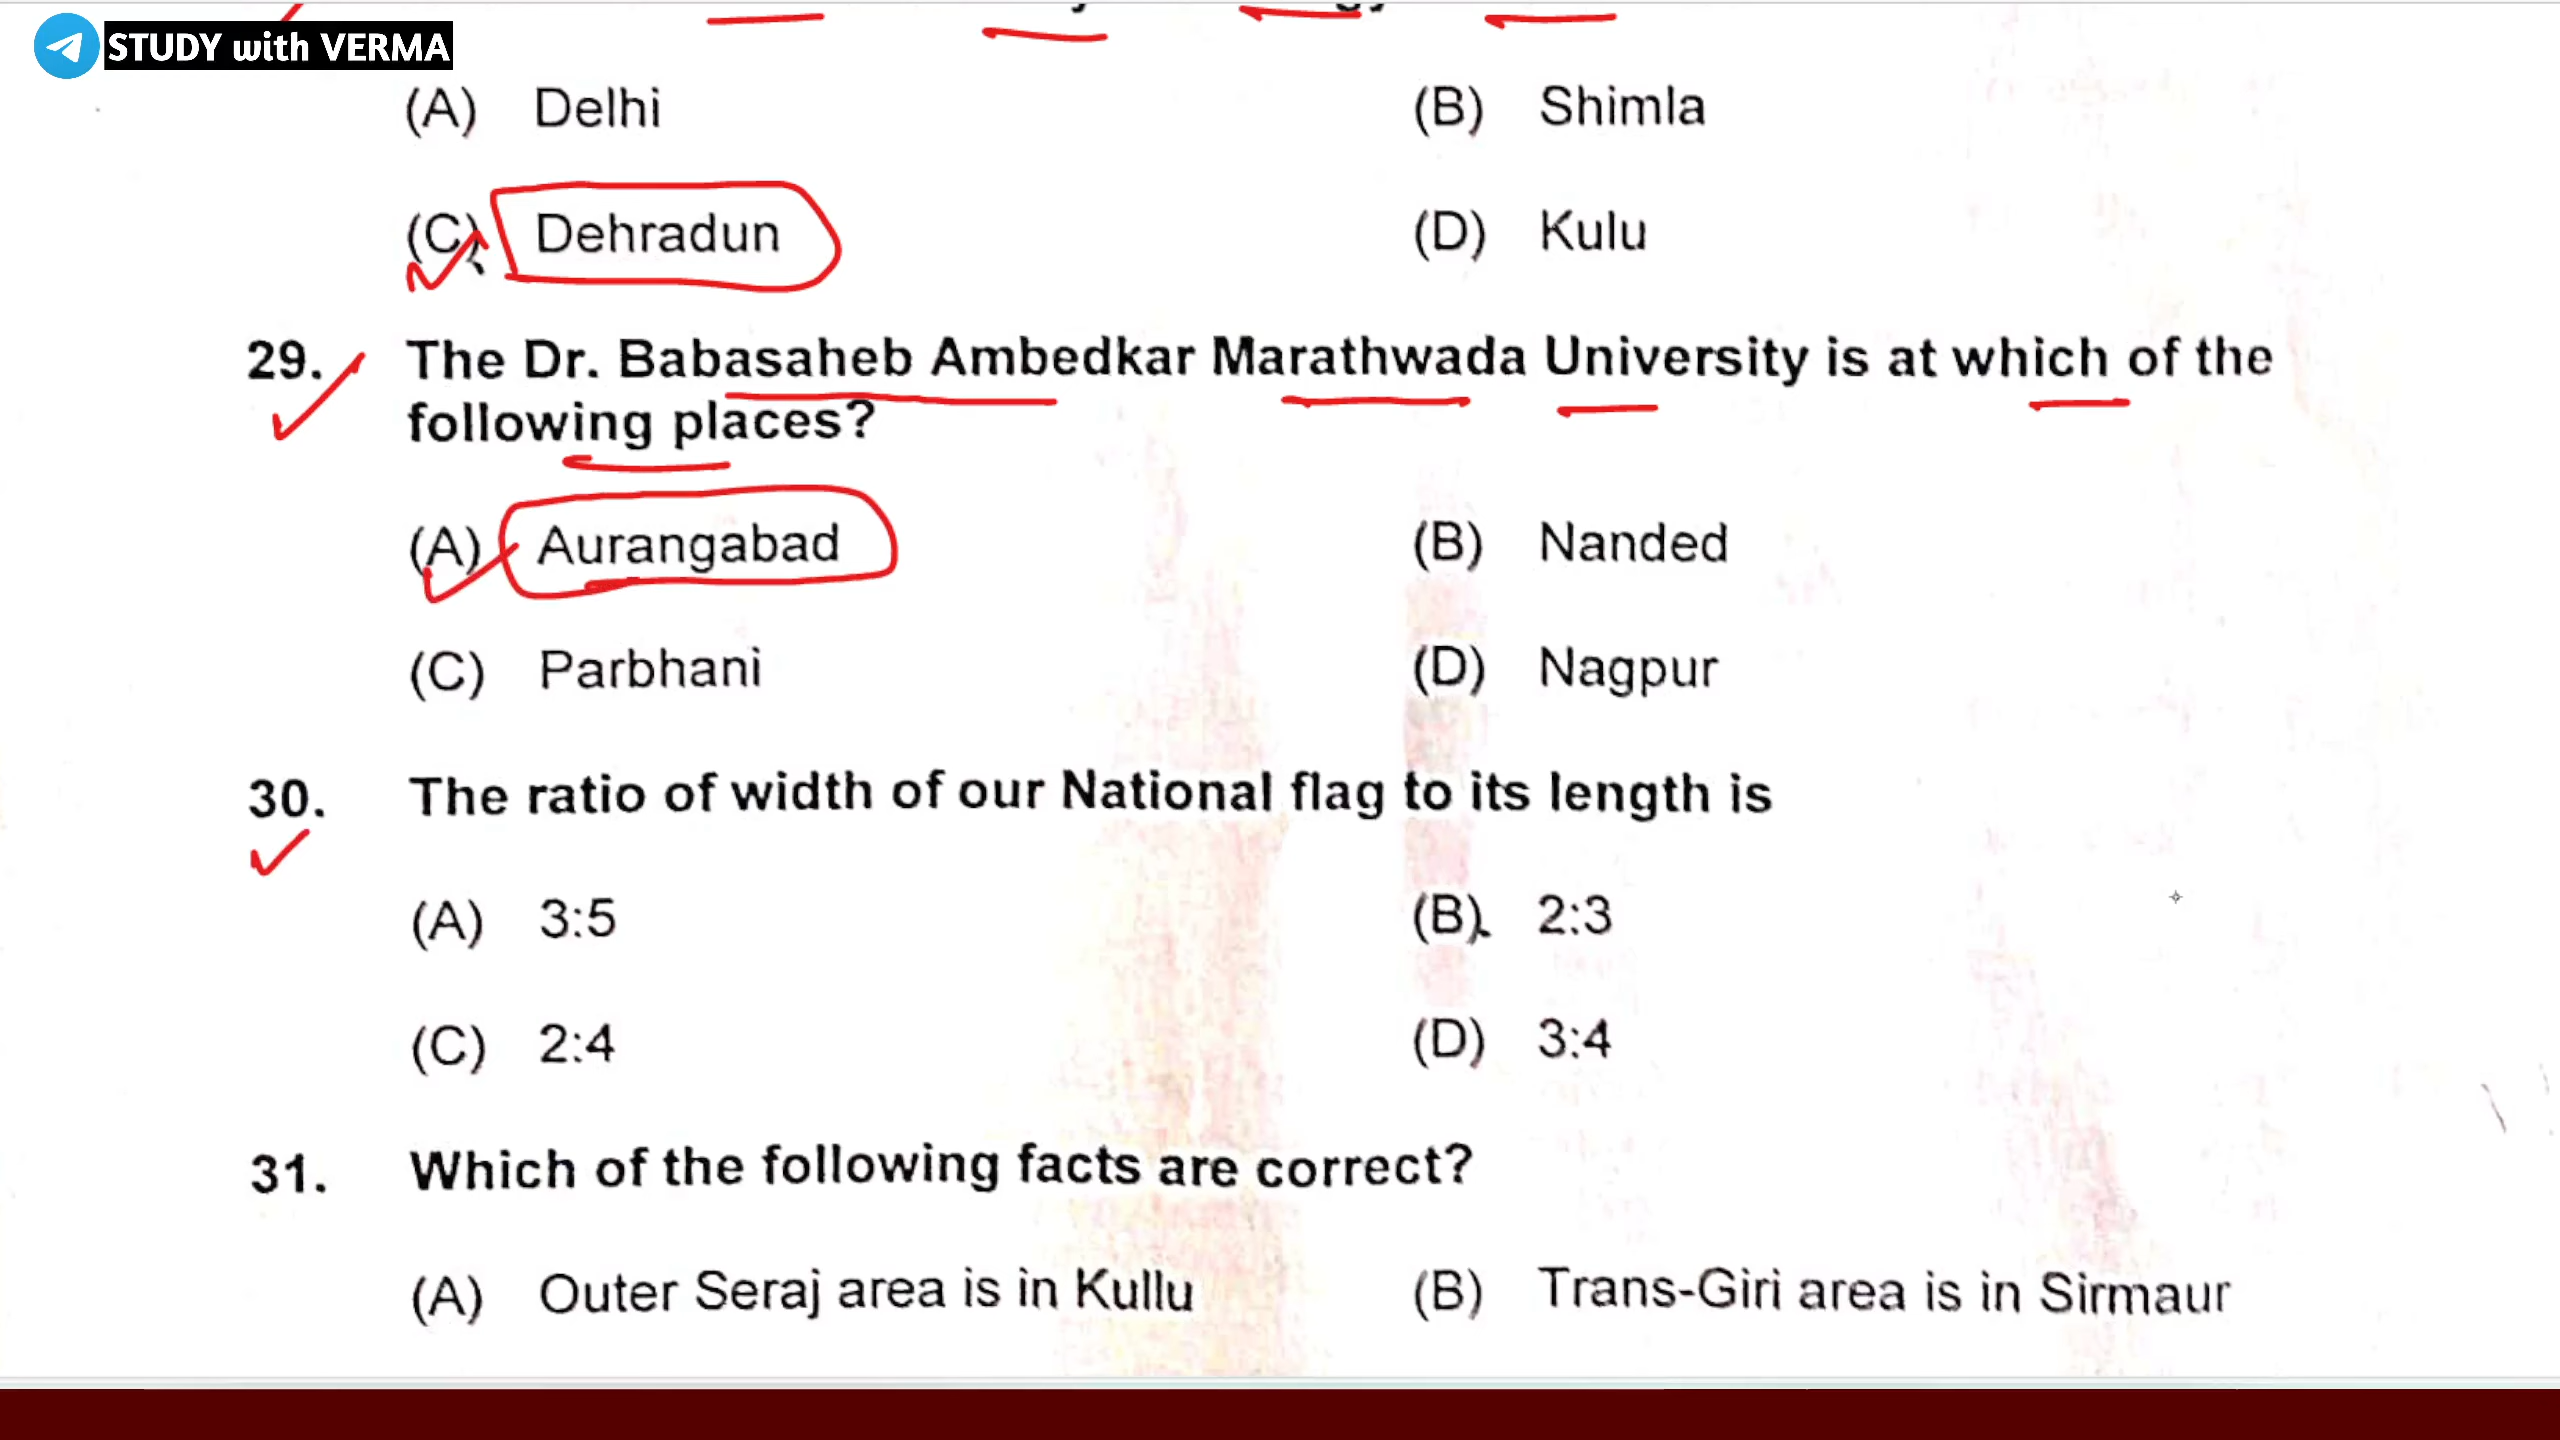 STUDY with VERMA
(A) Delhi (B) Shimla
(C) Dehradun (D) Kulu
29. The Dr. Babasaheb Ambedkar Marathwada University is at which of the
following places?
(A) Aurangabad (B) Nanded
(C) Parbhani (D) Nagpur
30. The ratio of width of our National flag to its length is
(A) 3:5 (B) 2:3
(C) 2:4 (D) 3:4
31. Which of the following facts are correct?
(A) Outer Seraj area is in Kullu (B) Trans-Giri area is in Sirmaur